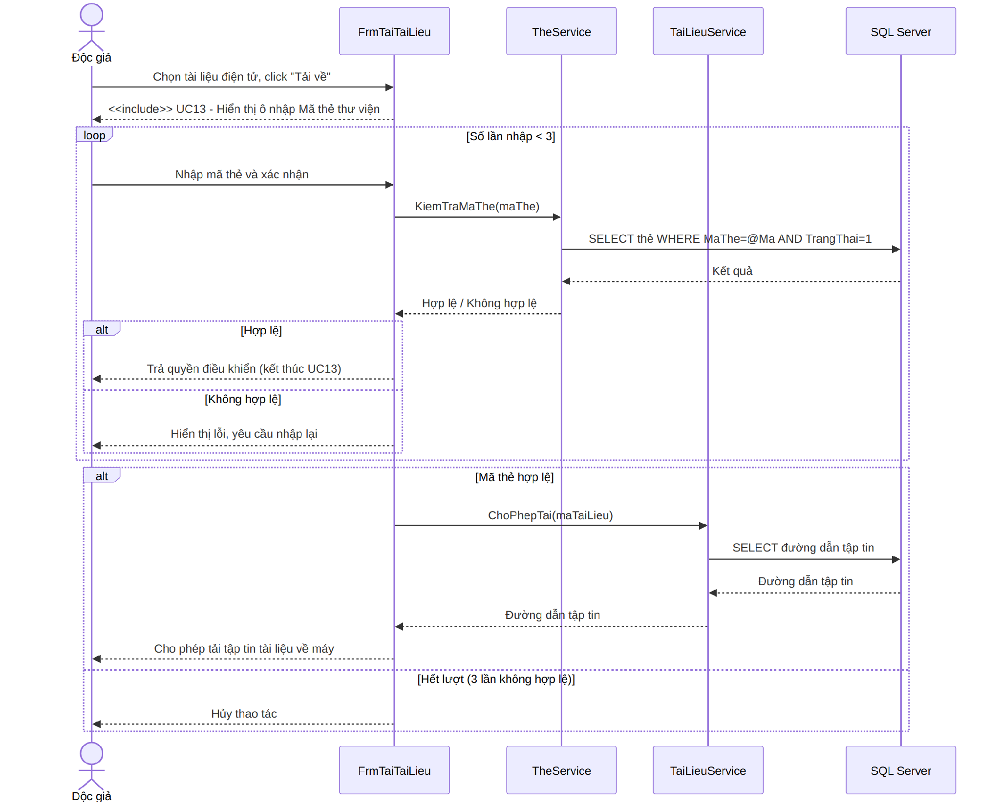 Độc giả
FrmTaiTaiLieu
TheService
TaiLieuService
SQL Server
Chọn tài liệu điện tử, click "Tải về"
<<include>> UC13 - Hiển thị ô nhập Mã thẻ thư viện
loop
[Số lần nhập < 3]
Nhập mã thẻ và xác nhận
KiemTraMaThe(maThe)
SELECT thẻ WHERE MaThe=@Ma AND TrangThai=1
Kết quả
Hợp lệ / Không hợp lệ
alt
[Hợp lệ]
Trả quyền điều khiển (kết thúc UC13)
[Không hợp lệ]
Hiển thị lỗi, yêu cầu nhập lại
alt
[Mã thẻ hợp lệ]
ChoPhepTai(maTaiLieu)
SELECT đường dẫn tập tin
Đường dẫn tập tin
Đường dẫn tập tin
Cho phép tải tập tin tài liệu về máy
[Hết lượt (3 lần không hợp lệ)]
Hủy thao tác
Độc giả
FrmTaiTaiLieu
TheService
TaiLieuService
SQL Server